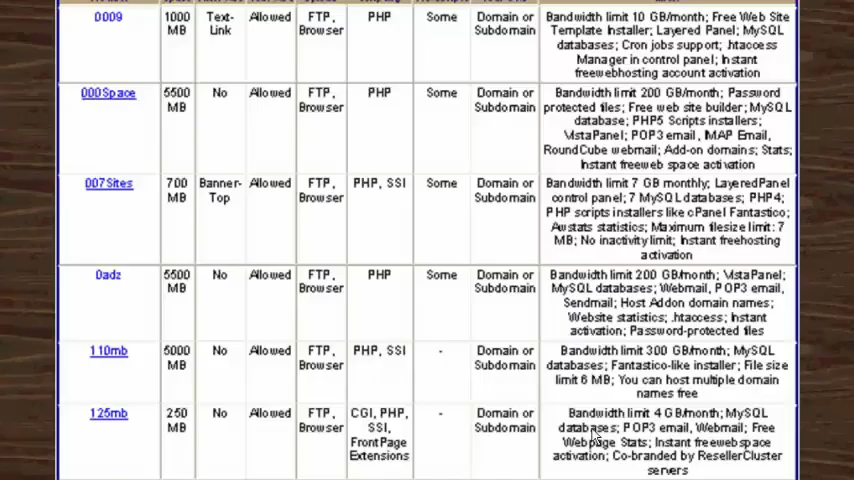 0009 1000 MB Text-Link Allowed FTP, Browser PHP Some Domain or Subdomain Bandwidth limit 10 GB/month; Free Web Site Template Installer; Layered Panel; MySQL databases; Cron jobs support; .htaccess Manager in control panel; Instant freewebhosting account activation
000Space 5500 MB No Allowed FTP, Browser PHP Some Domain or Subdomain Bandwidth limit 200 GB/month; Password protected files; Free web site builder; MySQL database; PHP5 Scripts installers; VistaPanel; POP3 email, IMAP Email, RoundCube webmail; Add-on domains; Stats; Instant freeweb space activation
007Sites 700 MB Banner-Top Allowed FTP, Browser PHP, SSI Some Domain or Subdomain Bandwidth limit 7 GB monthly; LayeredPanel control panel; 7 MySQL databases; PHP4; PHP scripts installers like cPanel Fantastico; Awstats statistics; Maximum filesize limit: 7 MB; No inactivity limit; Instant freehosting activation
0adz 5500 MB No Allowed FTP, Browser PHP Some Domain or Subdomain Bandwidth limit 200 GB/month; VistaPanel; MySQL databases; Webmail, POP3 email, Sendmail; Host Addon domain names; Website statistics; .htaccess; Instant activation; Password-protected files
110mb 5000 MB No Allowed FTP, Browser PHP, SSI - Domain or Subdomain Bandwidth limit 300 GB/month; MySQL databases; Fantastico-like installer; File size limit 6 MB; You can host multiple domain names free
125mb 250 MB No Allowed FTP, Browser CGI, PHP, SSI, FrontPage Extensions - Domain or Subdomain Bandwidth limit 4 GB/month; MySQL databases; POP3 email, Webmail; Free Webpage Stats; Instant freewebspace activation; Co-branded by ResellerCluster servers